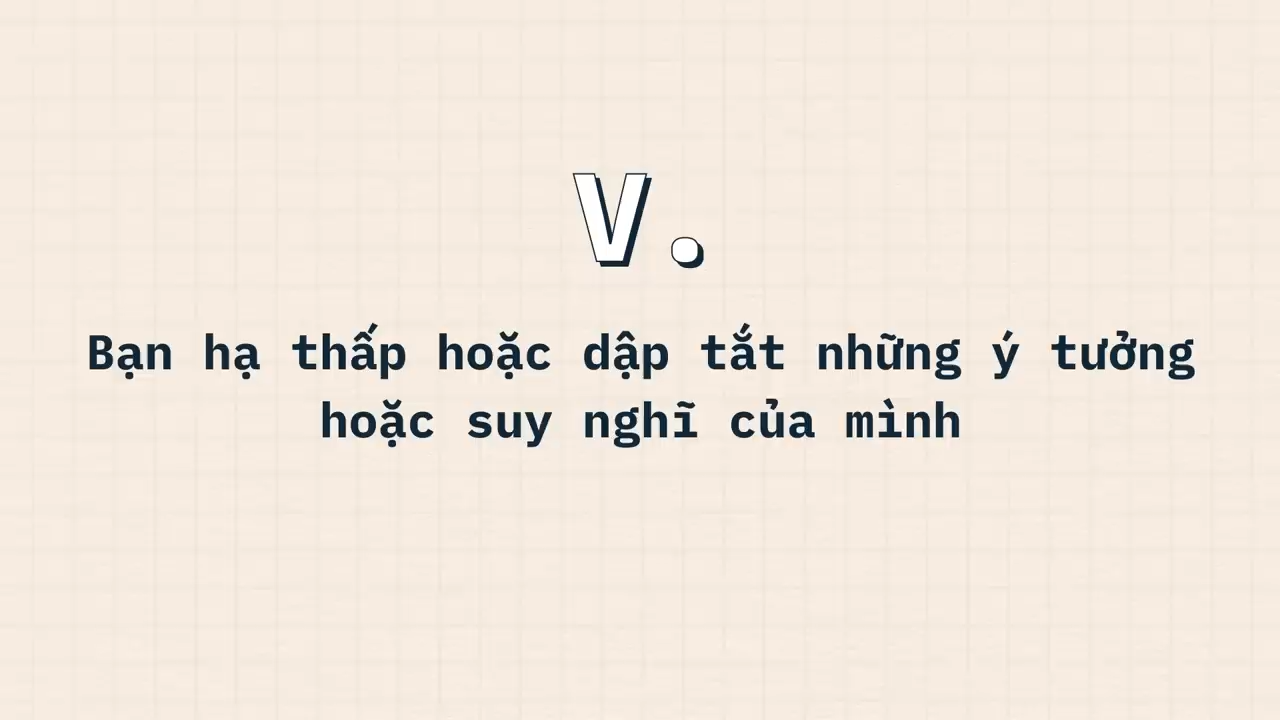 V.
Bạn hạ thấp hoặc dập tắt những ý tưởng
hoặc suy nghĩ của mình